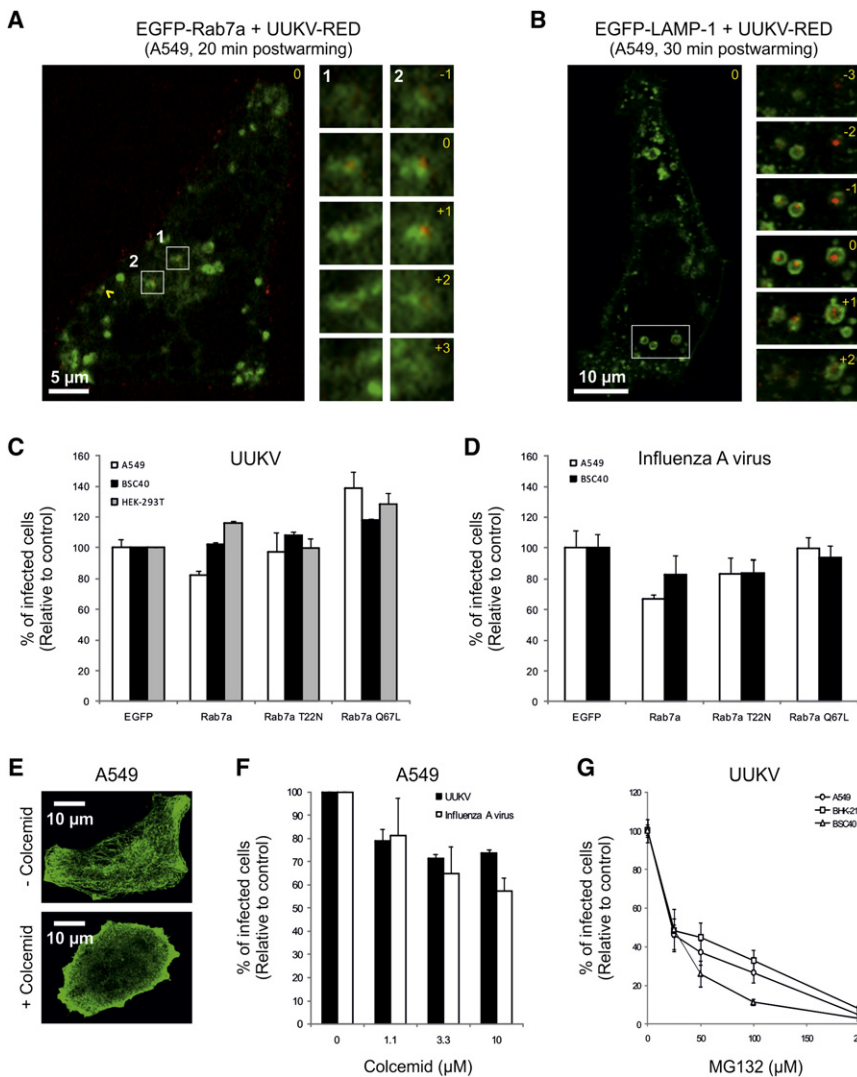 A
EGFP-Rab7a + UUKV-RED
(A549, 20 min postwarming)
0
1
2
-1
0
+1
+2
+3
1
2
5 µm
B
EGFP-LAMP-1 + UUKV-RED
(A549, 30 min postwarming)
0
-3
-2
-1
0
+1
+2
10 µm
C
UUKV
A549
BSC40
HEK-293T
% of infected cells
(Relative to control)
160
140
120
100
80
60
40
20
0
EGFP
Rab7a
Rab7a T22N
Rab7a Q67L
D
Influenza A virus
A549
BSC40
% of infected cells
(Relative to control)
160
140
120
100
80
60
40
20
0
EGFP
Rab7a
Rab7a T22N
Rab7a Q67L
E
A549
- Colcemid
10 µm
+ Colcemid
10 µm
F
A549
UUKV
Influenza A virus
% of infected cells
(Relative to control)
100
90
80
70
60
50
40
30
20
10
0
0
1.1
3.3
10
Colcemid (µM)
G
UUKV
A549
BHK-21
BSC40
% of infected cells
(Relative to control)
120
100
80
60
40
20
0
0
50
100
150
MG132 (µM)